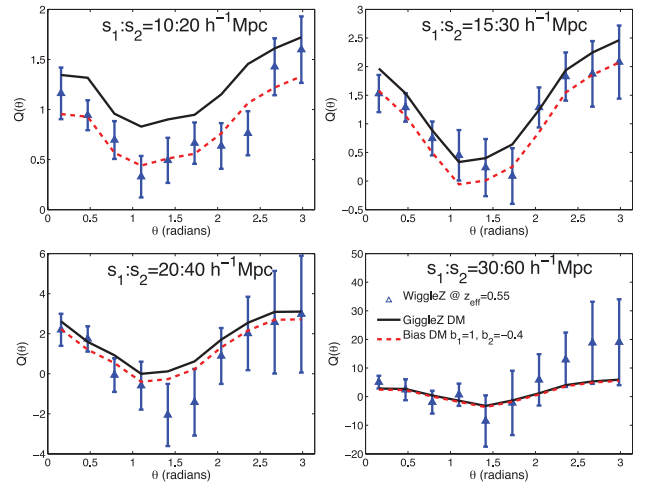 s₁:s₂=10:20 h⁻¹Mpc
2
1.5
1
0.5
0
Q(θ)
0 0.5 1 1.5 2 2.5 3
θ (radians)
s₁:s₂=15:30 h⁻¹Mpc
3
2.5
2
1.5
1
0.5
0
−0.5
Q(θ)
0 0.5 1 1.5 2 2.5 3
θ (radians)
s₁:s₂=20:40 h⁻¹Mpc
6
4
2
0
−2
−4
Q(θ)
0 0.5 1 1.5 2 2.5 3
θ (radians)
s₁:s₂=30:60 h⁻¹Mpc
WiggleZ @ z_eff=0.55
GiggleZ DM
Bias DM b₁=1, b₂=−0.4
50
40
30
20
10
0
−10
−20
Q(θ)
0 0.5 1 1.5 2 2.5 3
θ (radians)